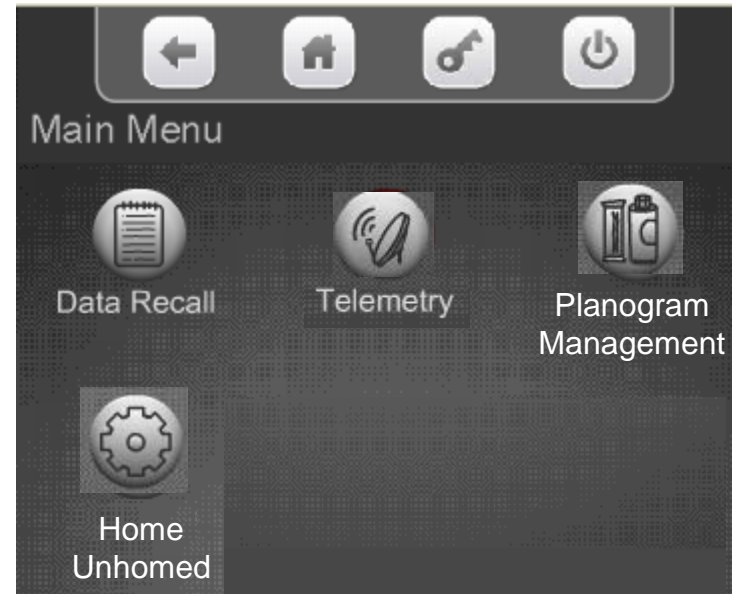 Main Menu
Data Recall
Telemetry
Planogram
Management
Home
Unhomed